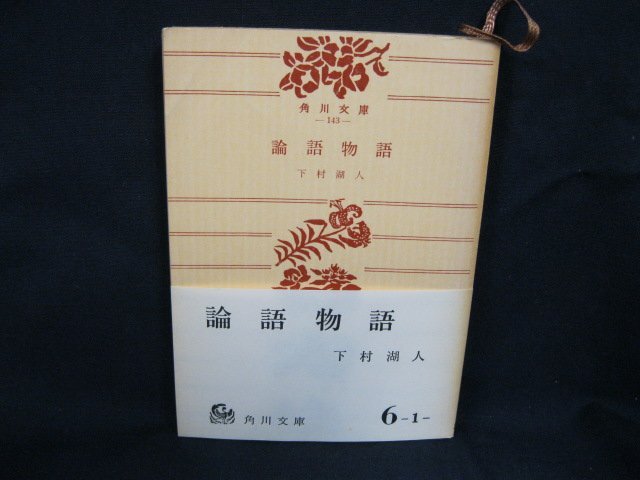 角川文庫
—143—
論語物語
下村湖人
論語物語
下村湖人
角川文庫
6-1-